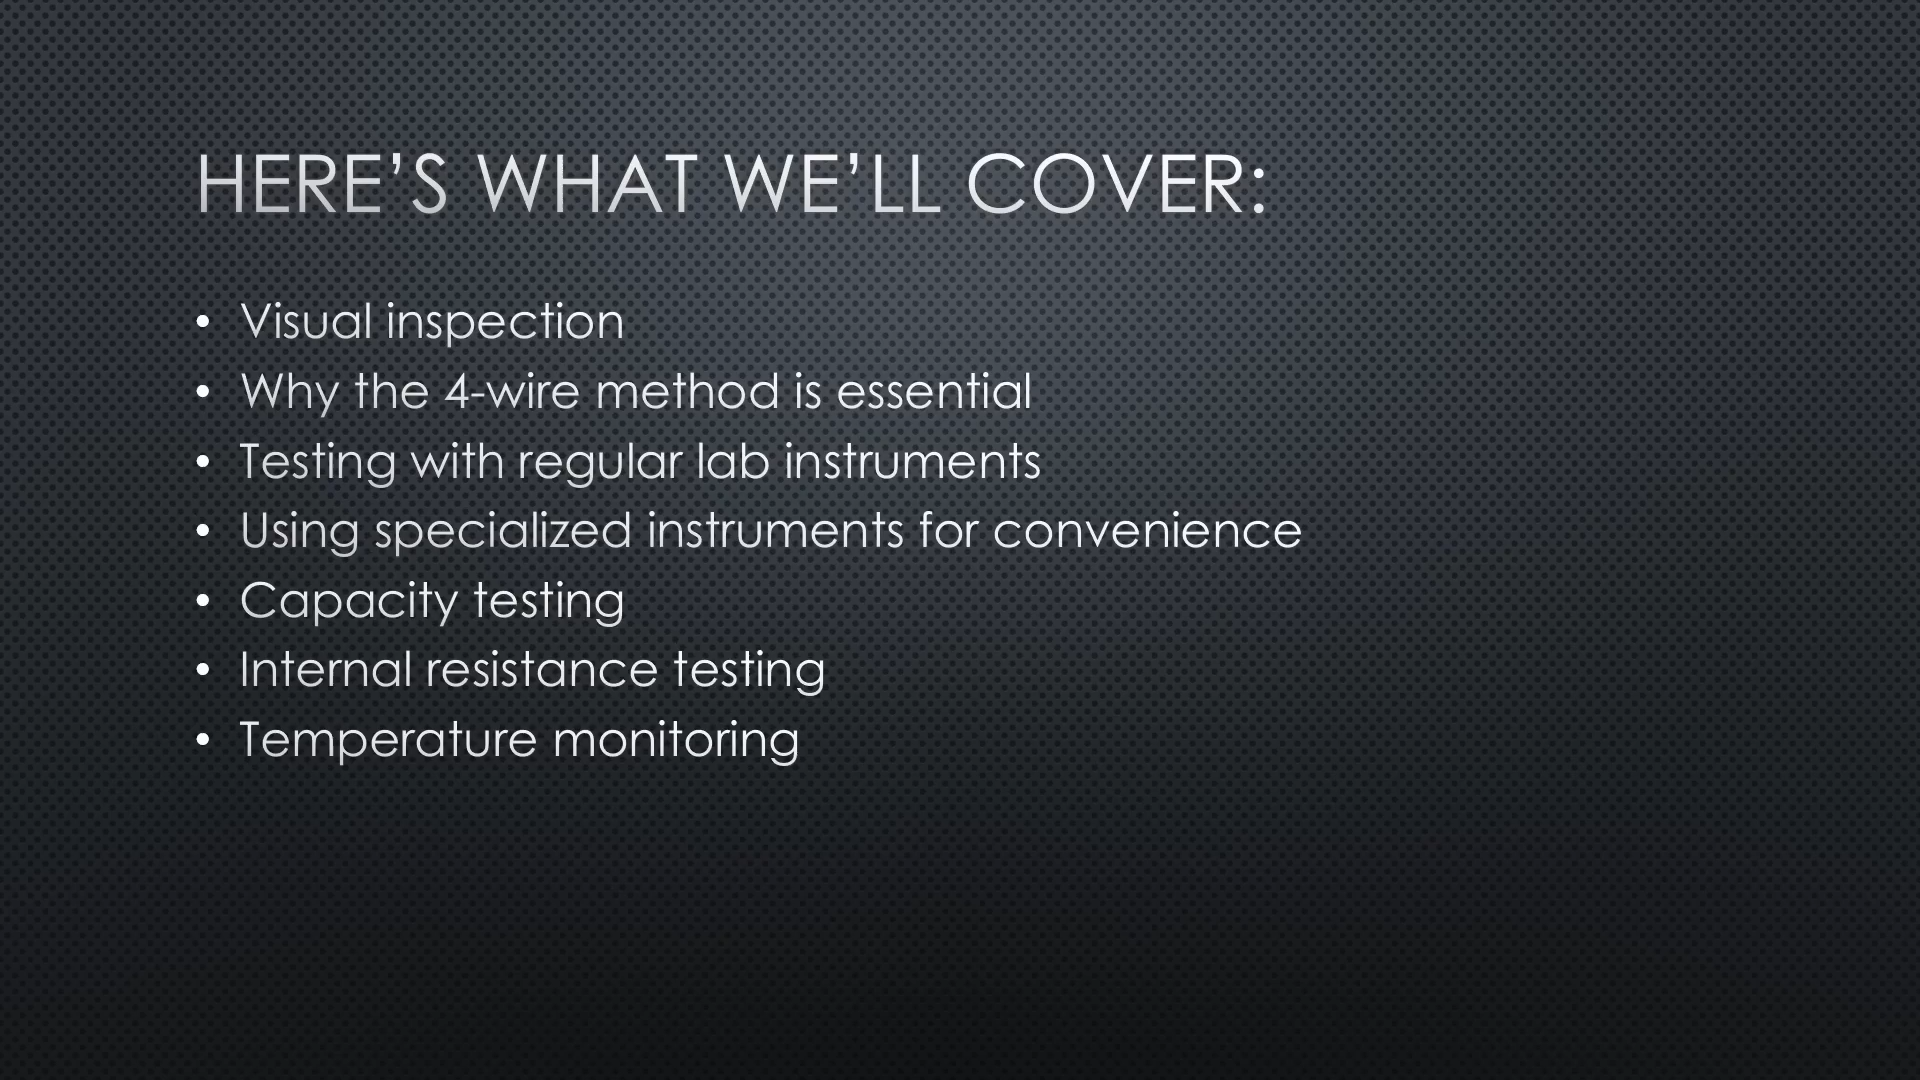 HERE’S WHAT WE’LL COVER:
• Visual inspection
• Why the 4-wire method is essential
• Testing with regular lab instruments
• Using specialized instruments for convenience
• Capacity testing
• Internal resistance testing
• Temperature monitoring